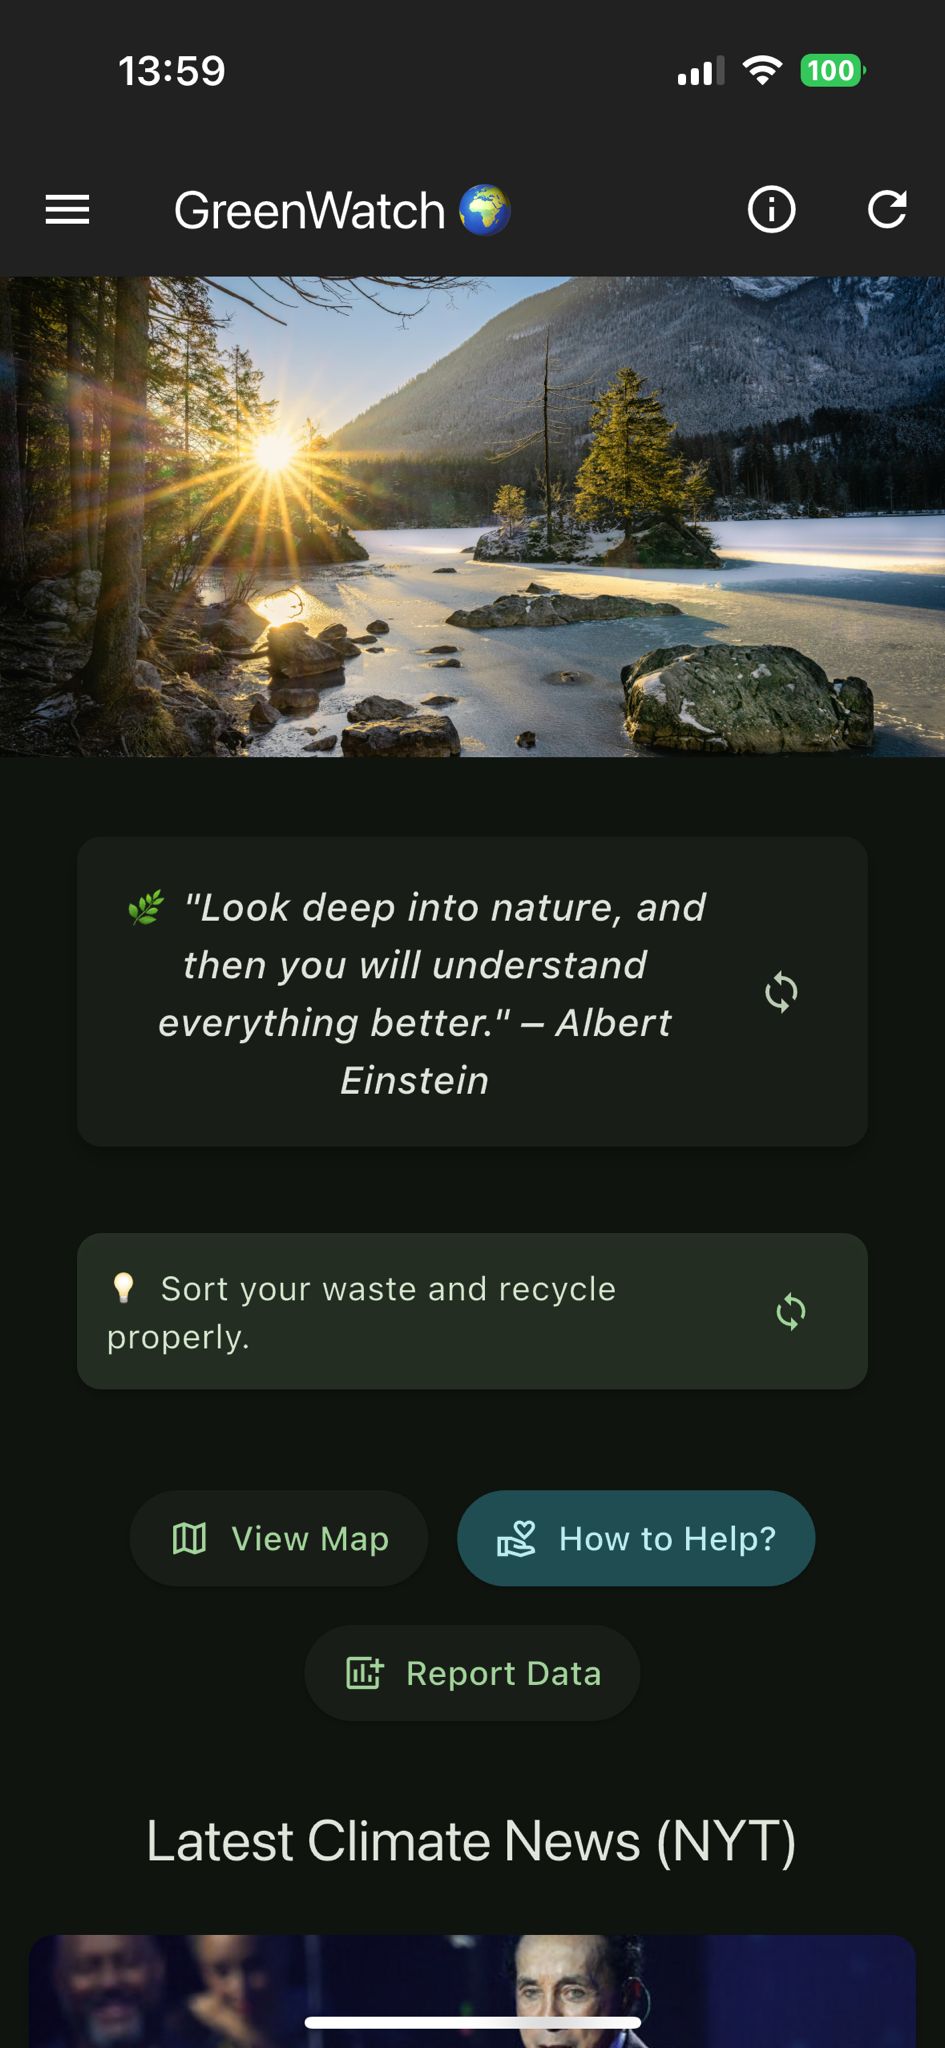 13:59
100
GreenWatch 🌍
🌿 "Look deep into nature, and
then you will understand
everything better." – Albert
Einstein
💡 Sort your waste and recycle
properly.
View Map
How to Help?
Report Data
Latest Climate News (NYT)